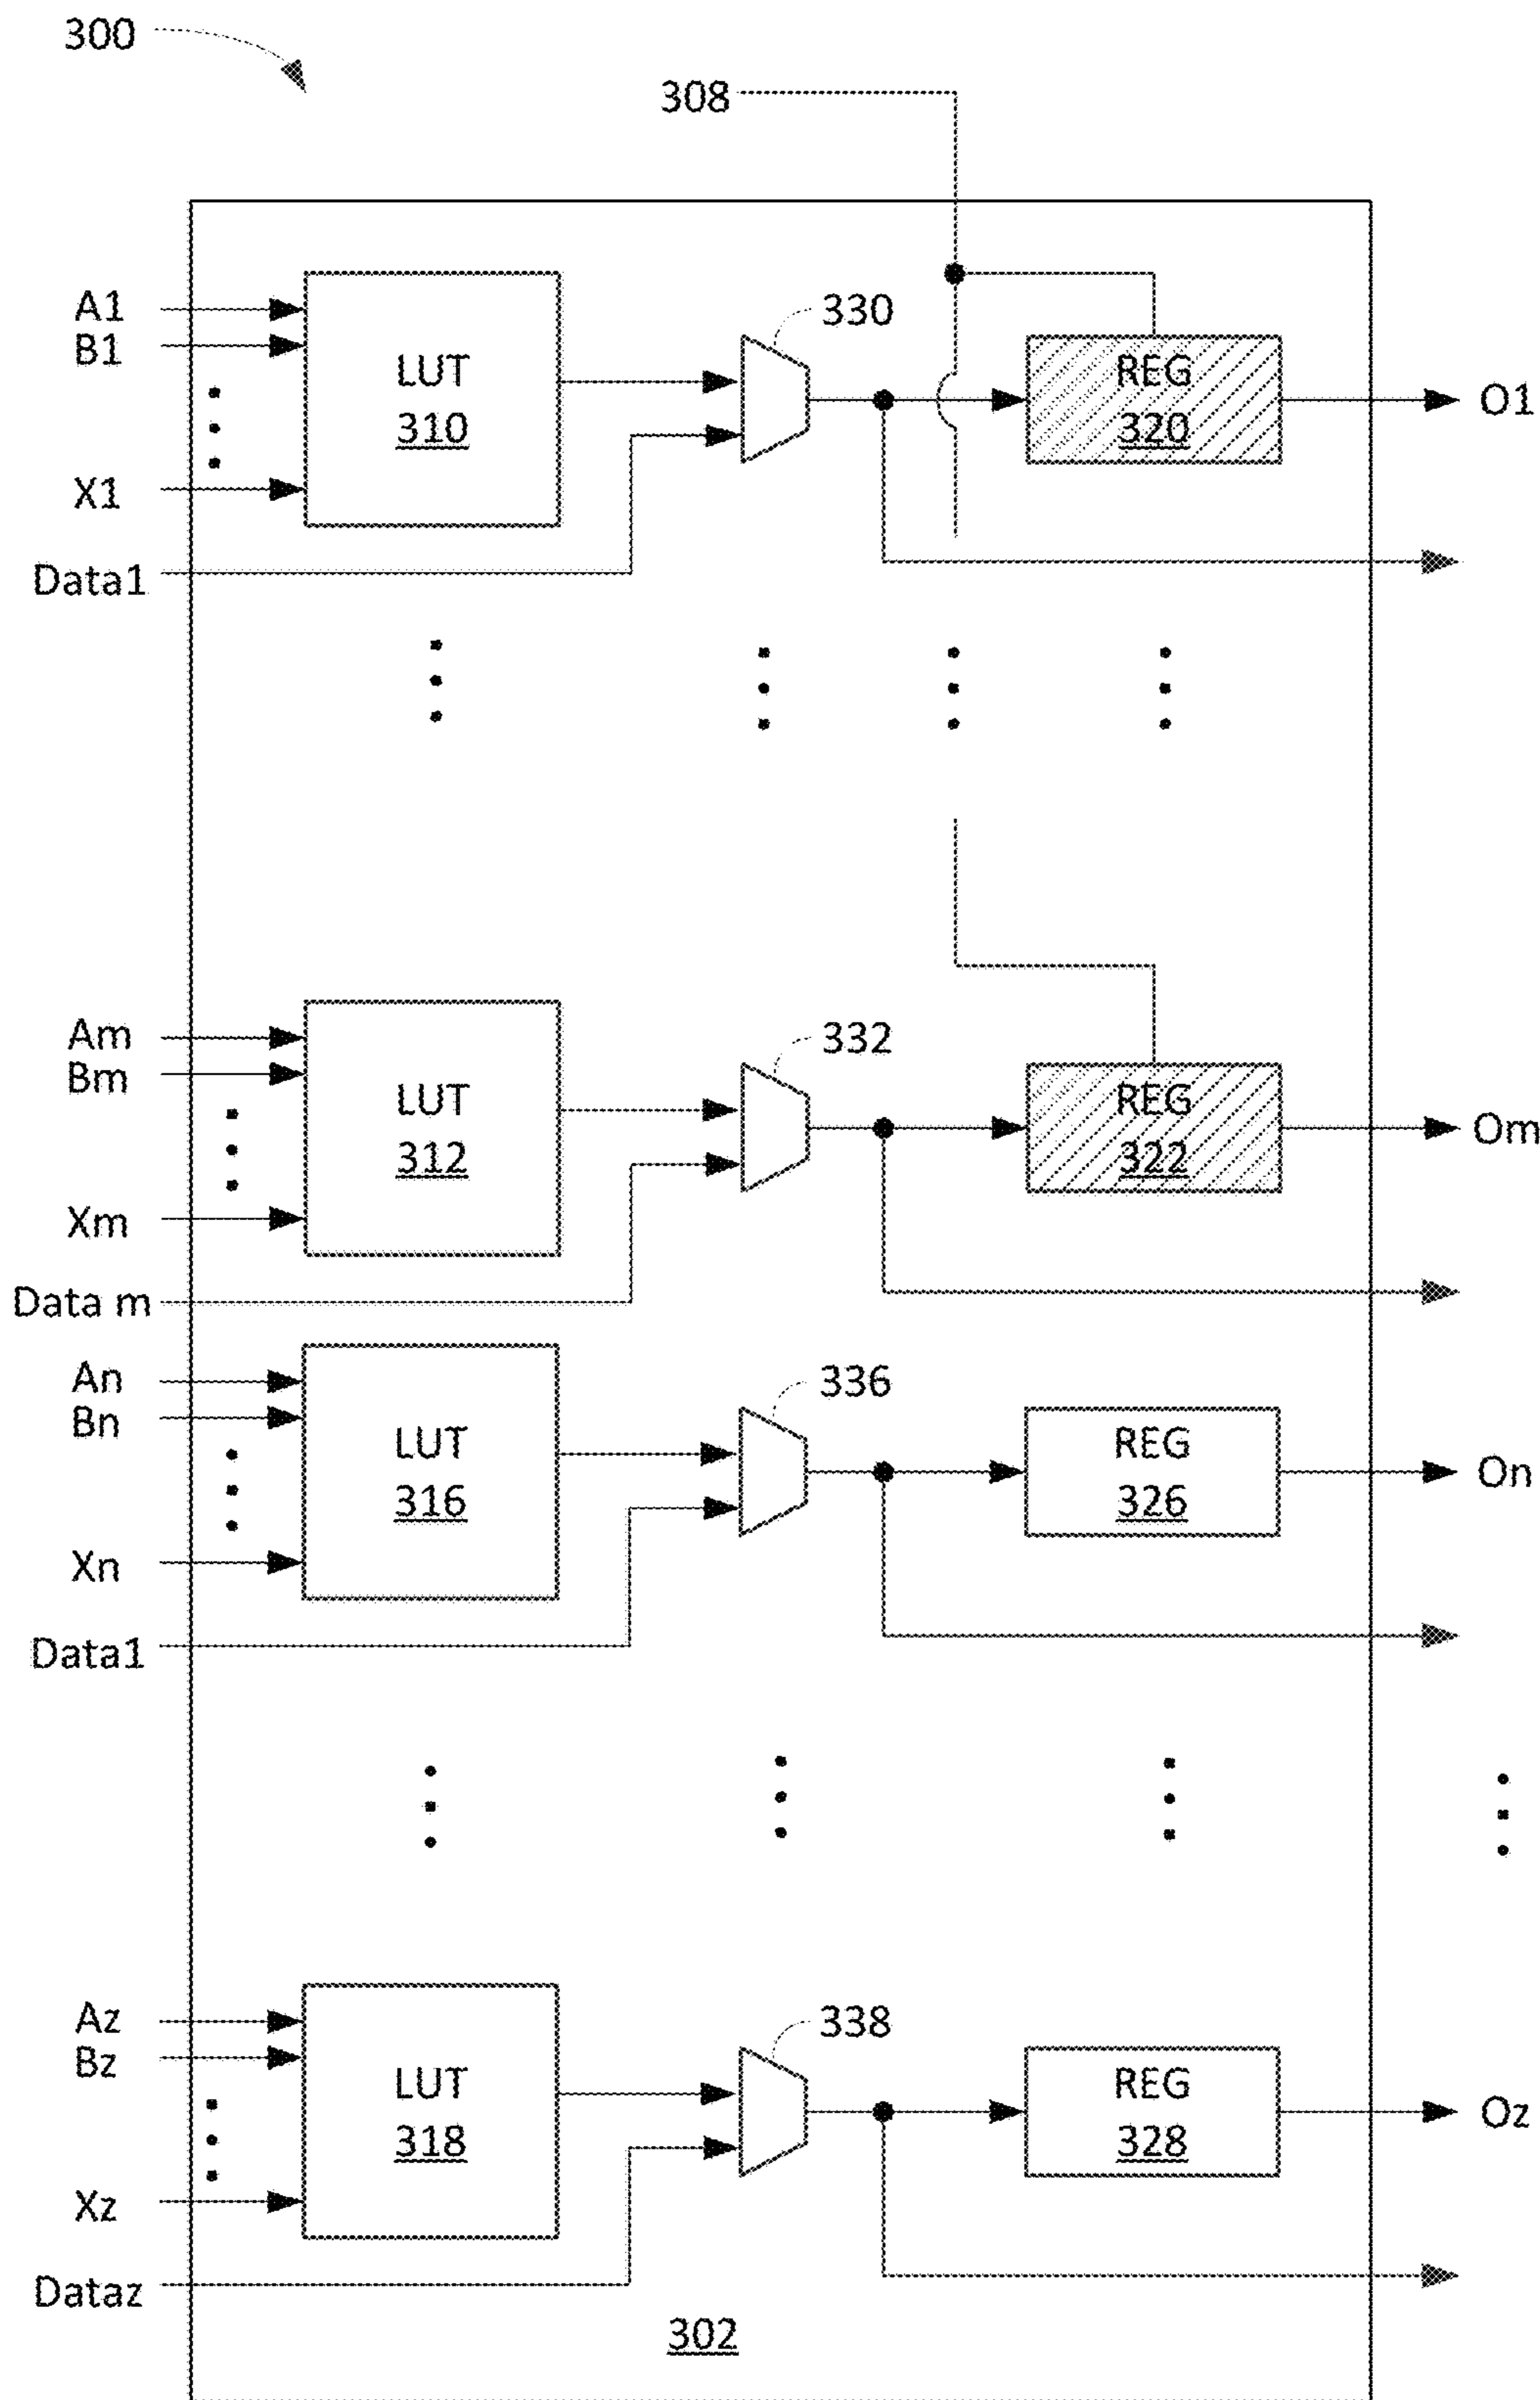 300
308
A1
B1
X1
Data1
LUT
310
330
REG
320
O1
Am
Bm
Xm
Data m
LUT
312
332
REG
322
Om
An
Bn
Xn
Data1
LUT
316
336
REG
326
On
Az
Bz
Xz
Dataz
LUT
318
338
REG
328
Oz
302